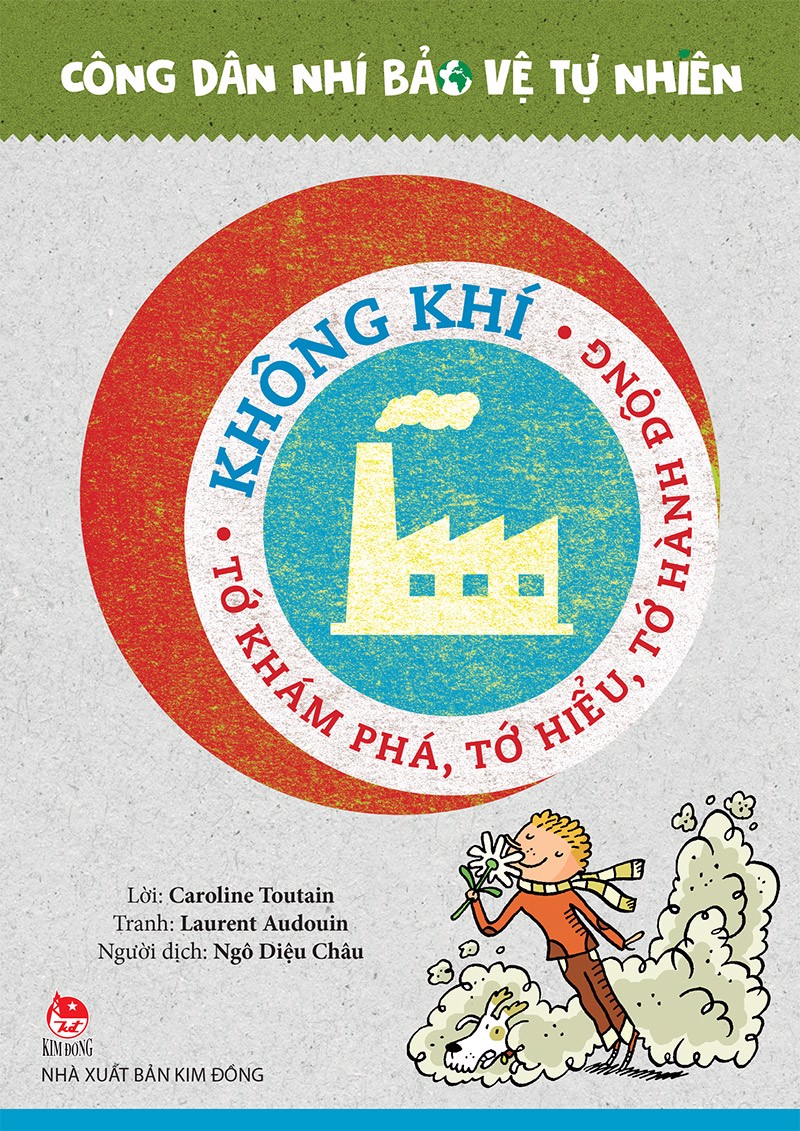 CÔNG DÂN NHÍ BẢO VỆ TỰ NHIÊN
KHÔNG KHÍ
• TỚ KHÁM PHÁ, TỚ HIỂU, TỚ HÀNH ĐỘNG •
Lời: Caroline Toutain
Tranh: Laurent Audouin
Người dịch: Ngô Diệu Châu
KIM ĐỒNG
NHÀ XUẤT BẢN KIM ĐỒNG